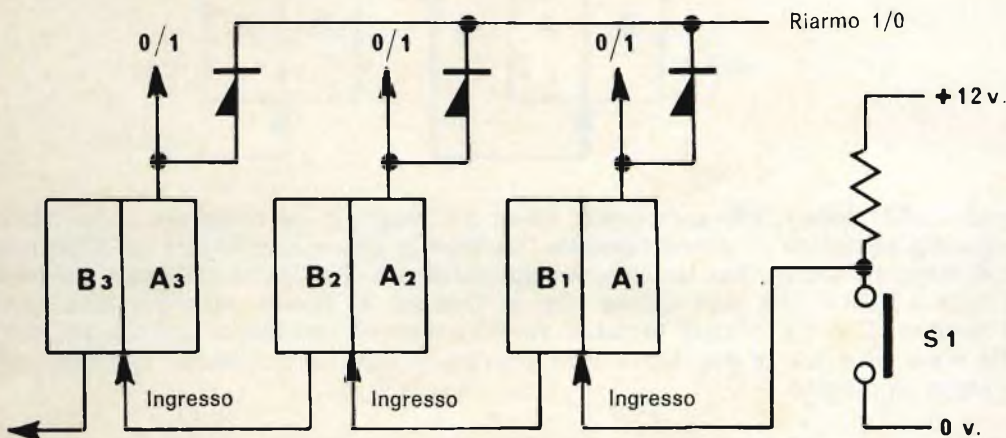 Riarmo 1/0
0/1 0/1 0/1
+12 v.
B3 A3 B2 A2 B1 A1
S 1
Ingresso Ingresso Ingresso
0 v.